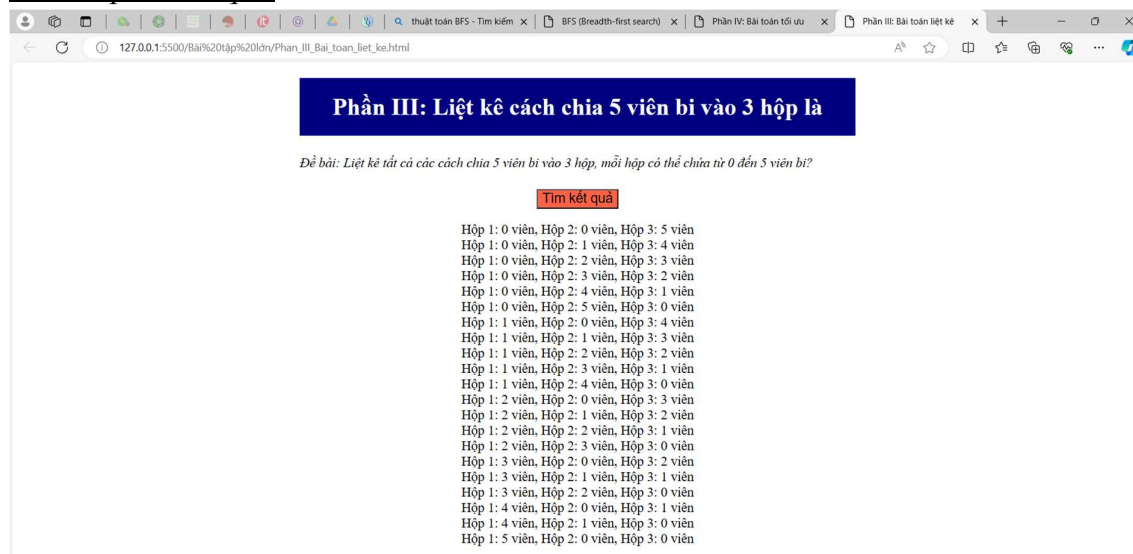 thuật toán BFS - Tìm kiếm
BFS (Breadth-first search)
Phần IV: Bài toán tối ưu
Phần III: Bài toán liệt kê
127.0.0.1:5500/Bài%20tập%20lớn/Phan_III_Bai_toan_liet_ke.html
Phần III: Liệt kê cách chia 5 viên bi vào 3 hộp là
Đề bài: Liệt kê tất cả các cách chia 5 viên bi vào 3 hộp, mỗi hộp có thể chứa từ 0 đến 5 viên bi?
Tìm kết quả
Hộp 1: 0 viên, Hộp 2: 0 viên, Hộp 3: 5 viên
Hộp 1: 0 viên, Hộp 2: 1 viên, Hộp 3: 4 viên
Hộp 1: 0 viên, Hộp 2: 2 viên, Hộp 3: 3 viên
Hộp 1: 0 viên, Hộp 2: 3 viên, Hộp 3: 2 viên
Hộp 1: 0 viên, Hộp 2: 4 viên, Hộp 3: 1 viên
Hộp 1: 0 viên, Hộp 2: 5 viên, Hộp 3: 0 viên
Hộp 1: 1 viên, Hộp 2: 0 viên, Hộp 3: 4 viên
Hộp 1: 1 viên, Hộp 2: 1 viên, Hộp 3: 3 viên
Hộp 1: 1 viên, Hộp 2: 2 viên, Hộp 3: 2 viên
Hộp 1: 1 viên, Hộp 2: 3 viên, Hộp 3: 1 viên
Hộp 1: 1 viên, Hộp 2: 4 viên, Hộp 3: 0 viên
Hộp 1: 2 viên, Hộp 2: 0 viên, Hộp 3: 3 viên
Hộp 1: 2 viên, Hộp 2: 1 viên, Hộp 3: 2 viên
Hộp 1: 2 viên, Hộp 2: 2 viên, Hộp 3: 1 viên
Hộp 1: 2 viên, Hộp 2: 3 viên, Hộp 3: 0 viên
Hộp 1: 3 viên, Hộp 2: 0 viên, Hộp 3: 2 viên
Hộp 1: 3 viên, Hộp 2: 1 viên, Hộp 3: 1 viên
Hộp 1: 3 viên, Hộp 2: 2 viên, Hộp 3: 0 viên
Hộp 1: 4 viên, Hộp 2: 0 viên, Hộp 3: 1 viên
Hộp 1: 4 viên, Hộp 2: 1 viên, Hộp 3: 0 viên
Hộp 1: 5 viên, Hộp 2: 0 viên, Hộp 3: 0 viên